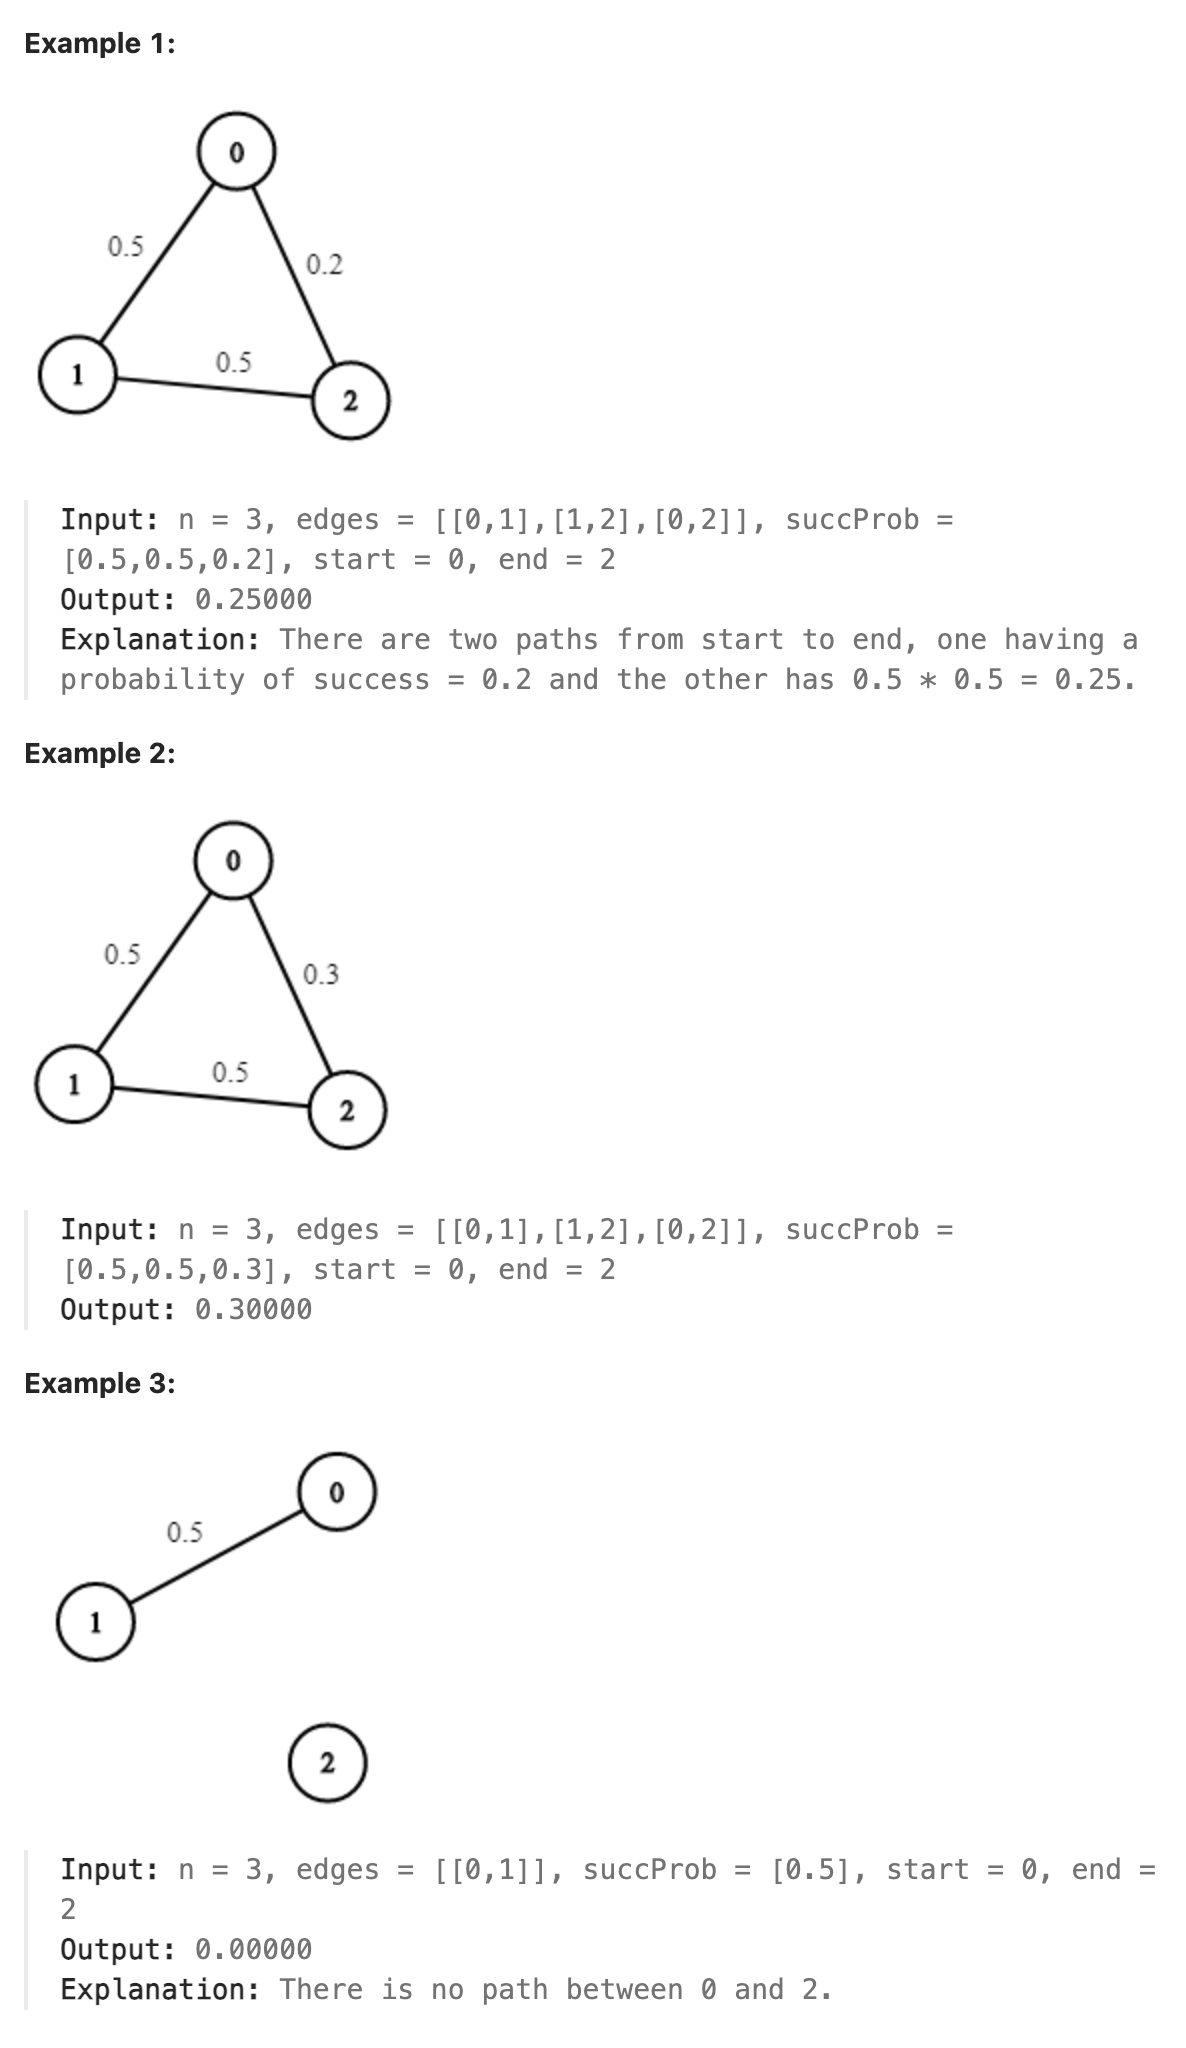 Example 1:
0
0.5
0.2
0.5
1
2
Input: n = 3, edges = [[0,1],[1,2],[0,2]], succProb =
[0.5,0.5,0.2], start = 0, end = 2
Output: 0.25000
Explanation: There are two paths from start to end, one having a
probability of success = 0.2 and the other has 0.5 * 0.5 = 0.25.
Example 2:
0
0.5
0.3
0.5
1
2
Input: n = 3, edges = [[0,1],[1,2],[0,2]], succProb =
[0.5,0.5,0.3], start = 0, end = 2
Output: 0.30000
Example 3:
0
0.5
1
2
Input: n = 3, edges = [[0,1]], succProb = [0.5], start = 0, end =
2
Output: 0.00000
Explanation: There is no path between 0 and 2.